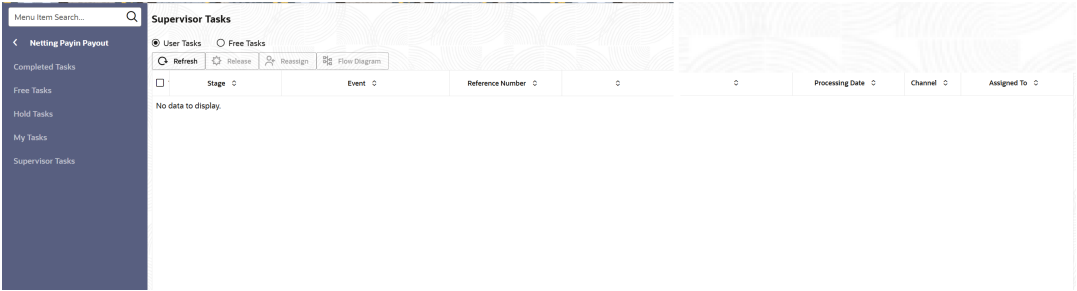 Menu Item Search...
Netting Payin Payout
Completed Tasks
Free Tasks
Hold Tasks
My Tasks
Supervisor Tasks
Supervisor Tasks
User Tasks Free Tasks
Refresh Release Reassign Flow Diagram
Stage Event Reference Number Processing Date Channel Assigned To
No data to display.